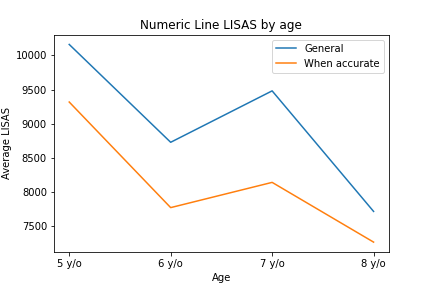 Numeric Line LISAS by age
General
When accurate
10000
9500
9000
8500
8000
7500
Average LISAS
5 y/o
6 y/o
7 y/o
8 y/o
Age